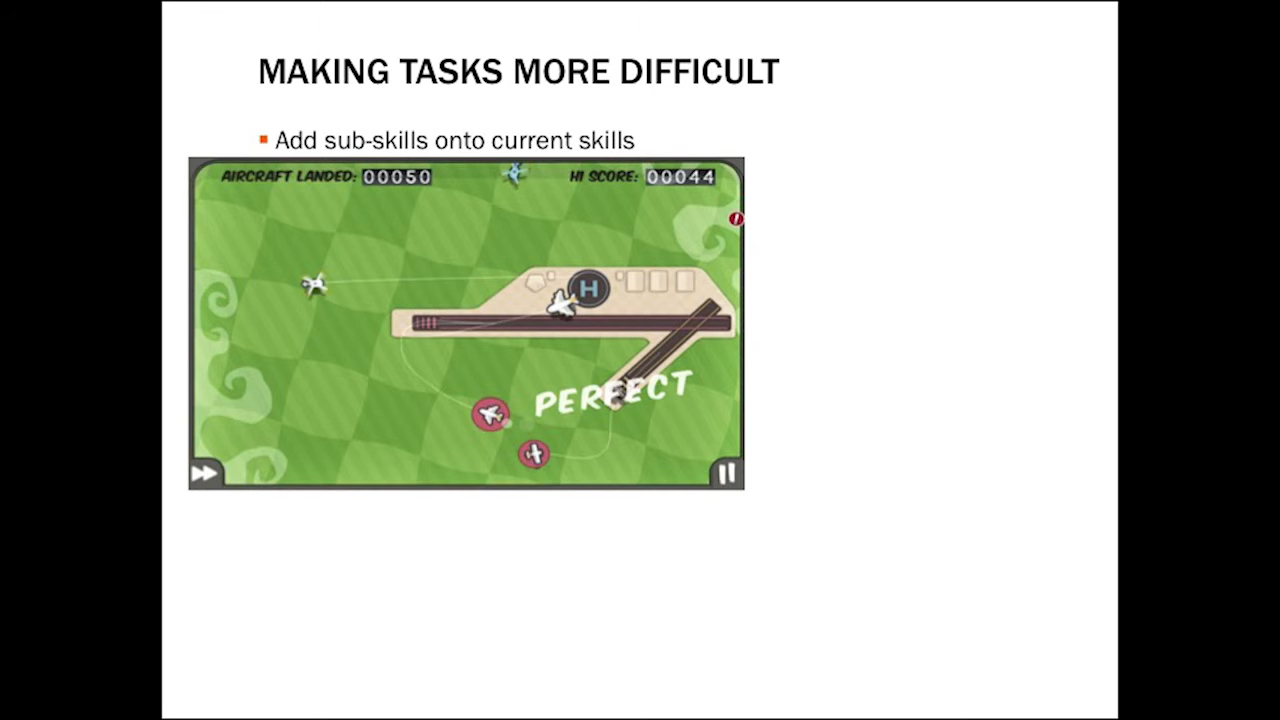 MAKING TASKS MORE DIFFICULT
Add sub-skills onto current skills
AIRCRAFT LANDED: 00050 HI SCORE: 00044
!
H
PERFECT